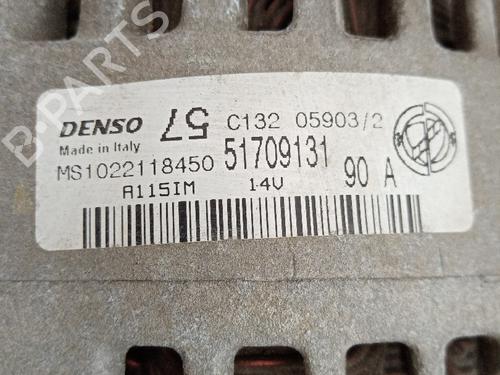 B-PARTS
DENSO 57 C132 05903/2
Made in Italy
MS1022118450 51709131
A115IM 14V 90 A